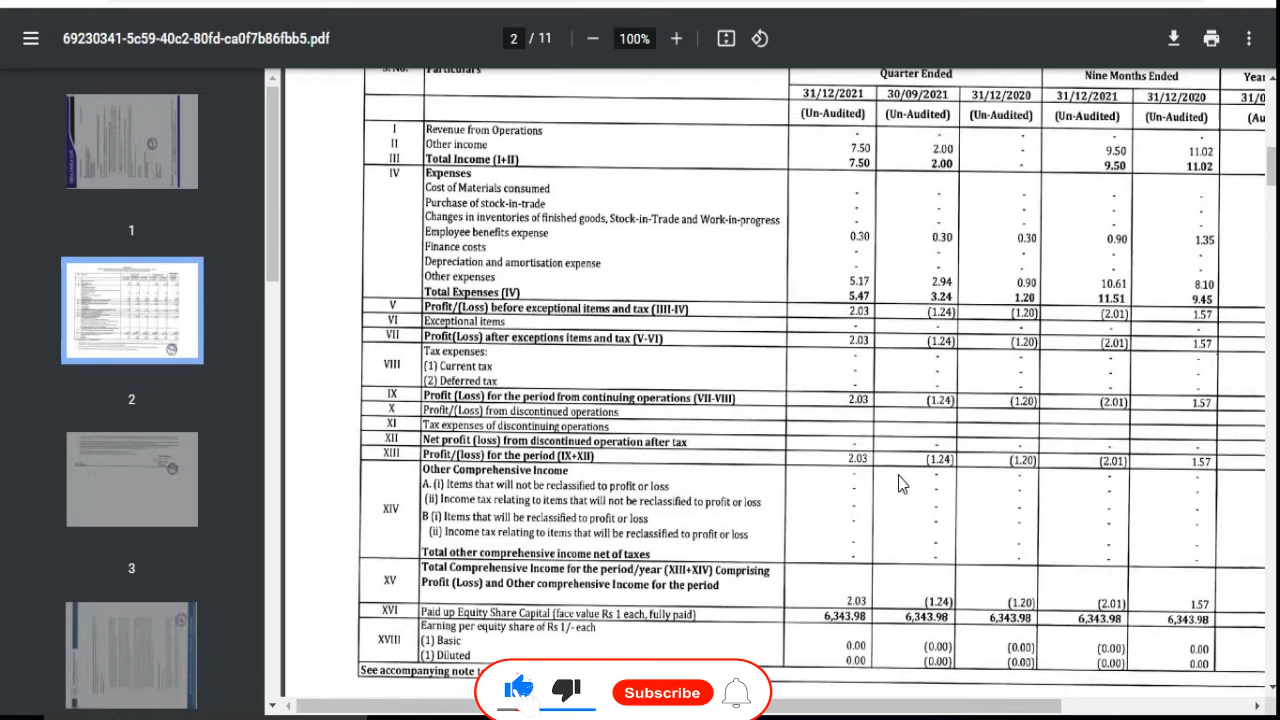 69230341-5c59-40c2-80fd-ca0f7b86fbb5.pdf
2 / 11
100%
1
2
3
Particulars
Quarter Ended Nine Months Ended Year
31/12/2021 30/09/2021 31/12/2020 31/12/2021 31/12/2020 31/0
(Un-Audited) (Un-Audited) (Un-Audited) (Un-Audited) (Un-Audited) (Au
I Revenue from Operations - - - - -
II Other income 7.50 2.00 9.50 11.02
III Total Income (I+II) 7.50 2.00 - 9.50 11.02
IV Expenses
Cost of Materials consumed - - - - -
Purchase of stock-in-trade - - - - -
Changes in inventories of finished goods, Stock-in-Trade and Work-in-progress - - - - -
Employee benefits expense 0.30 0.30 0.30 0.90 1.35
Finance costs - - - - -
Depreciation and amortisation expense - - - - -
Other expenses 5.17 2.94 0.90 10.61 8.10
Total Expenses (IV) 5.47 3.24 1.20 11.51 9.45
V Profit/(Loss) before exceptional items and tax (IIII-IV) 2.03 (1.24) (1.20) (2.01) 1.57
VI Exceptional items - - - - -
VII Profit(Loss) after exceptions items and tax (V-VI) 2.03 (1.24) (1.20) (2.01) 1.57
VIII Tax expenses: - - - - -
(1) Current tax - - - - -
(2) Deferred tax - - - - -
IX Profit (Loss) for the period from continuing operations (VII-VIII) 2.03 (1.24) (1.20) (2.01) 1.57
X Profit/(Loss) from discontinued operations
XI Tax expenses of discontinuing operations
XII Net profit (loss) from discontinued operation after tax - - - - -
XIII Profit/(loss) for the period (IX+XII) 2.03 (1.24) (1.20) (2.01) 1.57
Other Comprehensive Income - - - - -
A. (i) Items that will not be reclassified to profit or loss - - - - -
XIV (ii) Income tax relating to items that will not be reclassified to profit or loss - - - - -
B (i) Items that will be reclassified to profit or loss - - - - -
(ii) Income tax relating to items that will be reclassified to profit or loss - - - - -
Total other comprehensive income net of taxes - - - - -
Total Comprehensive Income for the period/year (XIII+XIV) Comprising
XV Profit (Loss) and Other comprehensive Income for the period
2.03 (1.24) (1.20) (2.01) 1.57
XVI Paid up Equity Share Capital (face value Rs 1 each, fully paid) 6,343.98 6,343.98 6,343.98 6,343.98 6,343.98
Earning per equity share of Rs 1/- each
XVIII (1) Basic 0.00 (0.00) (0.00) (0.00) 0.00
(1) Diluted 0.00 (0.00) (0.00) (0.00) 0.00
See accompanying note
Subscribe